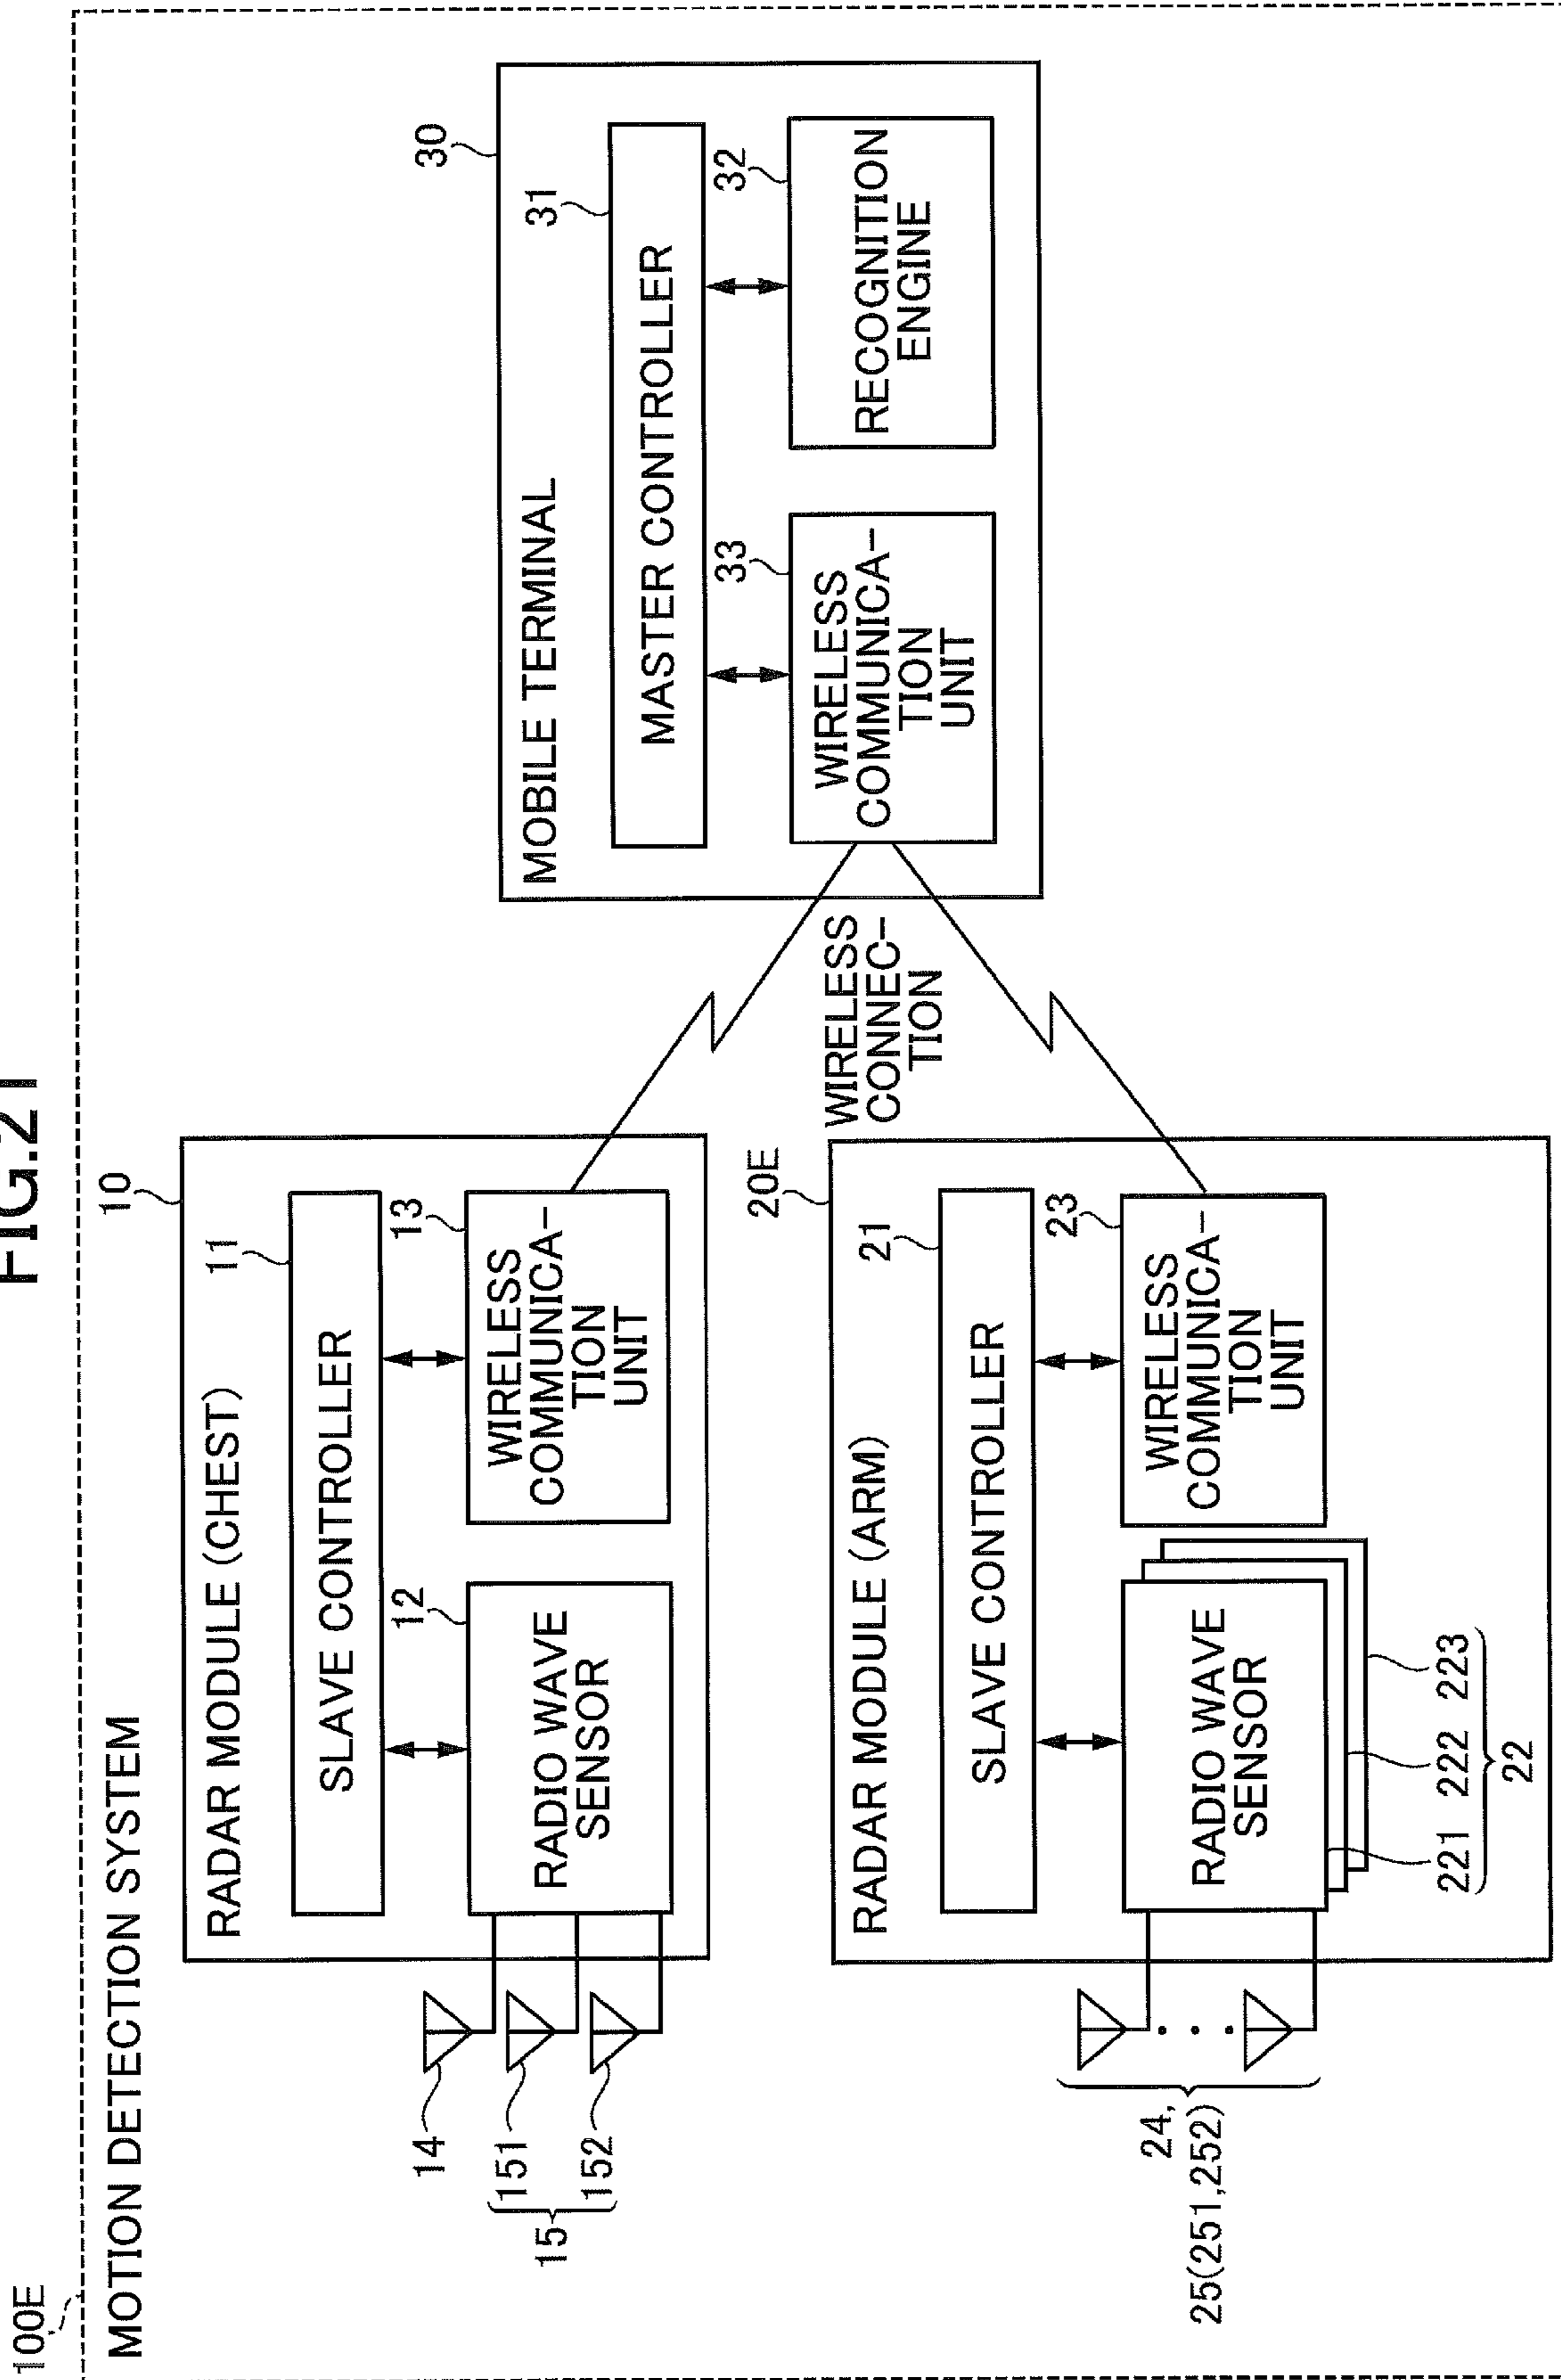 FIG.21
100E
MOTION DETECTION SYSTEM
10
RADAR MODULE (CHEST)
11
SLAVE CONTROLLER
12
RADIO WAVE
SENSOR
13
WIRELESS
COMMUNICA-
TION
UNIT
14
151
152
15
20E
RADAR MODULE (ARM)
21
SLAVE CONTROLLER
RADIO WAVE
SENSOR
221 222 223
22
23
WIRELESS
COMMUNICA-
TION
UNIT
24,
25(251,252)
WIRELESS
CONNEC-
TION
30
MOBILE TERMINAL
31
MASTER CONTROLLER
33
WIRELESS
COMMUNICA-
TION
UNIT
32
RECOGNITION
ENGINE